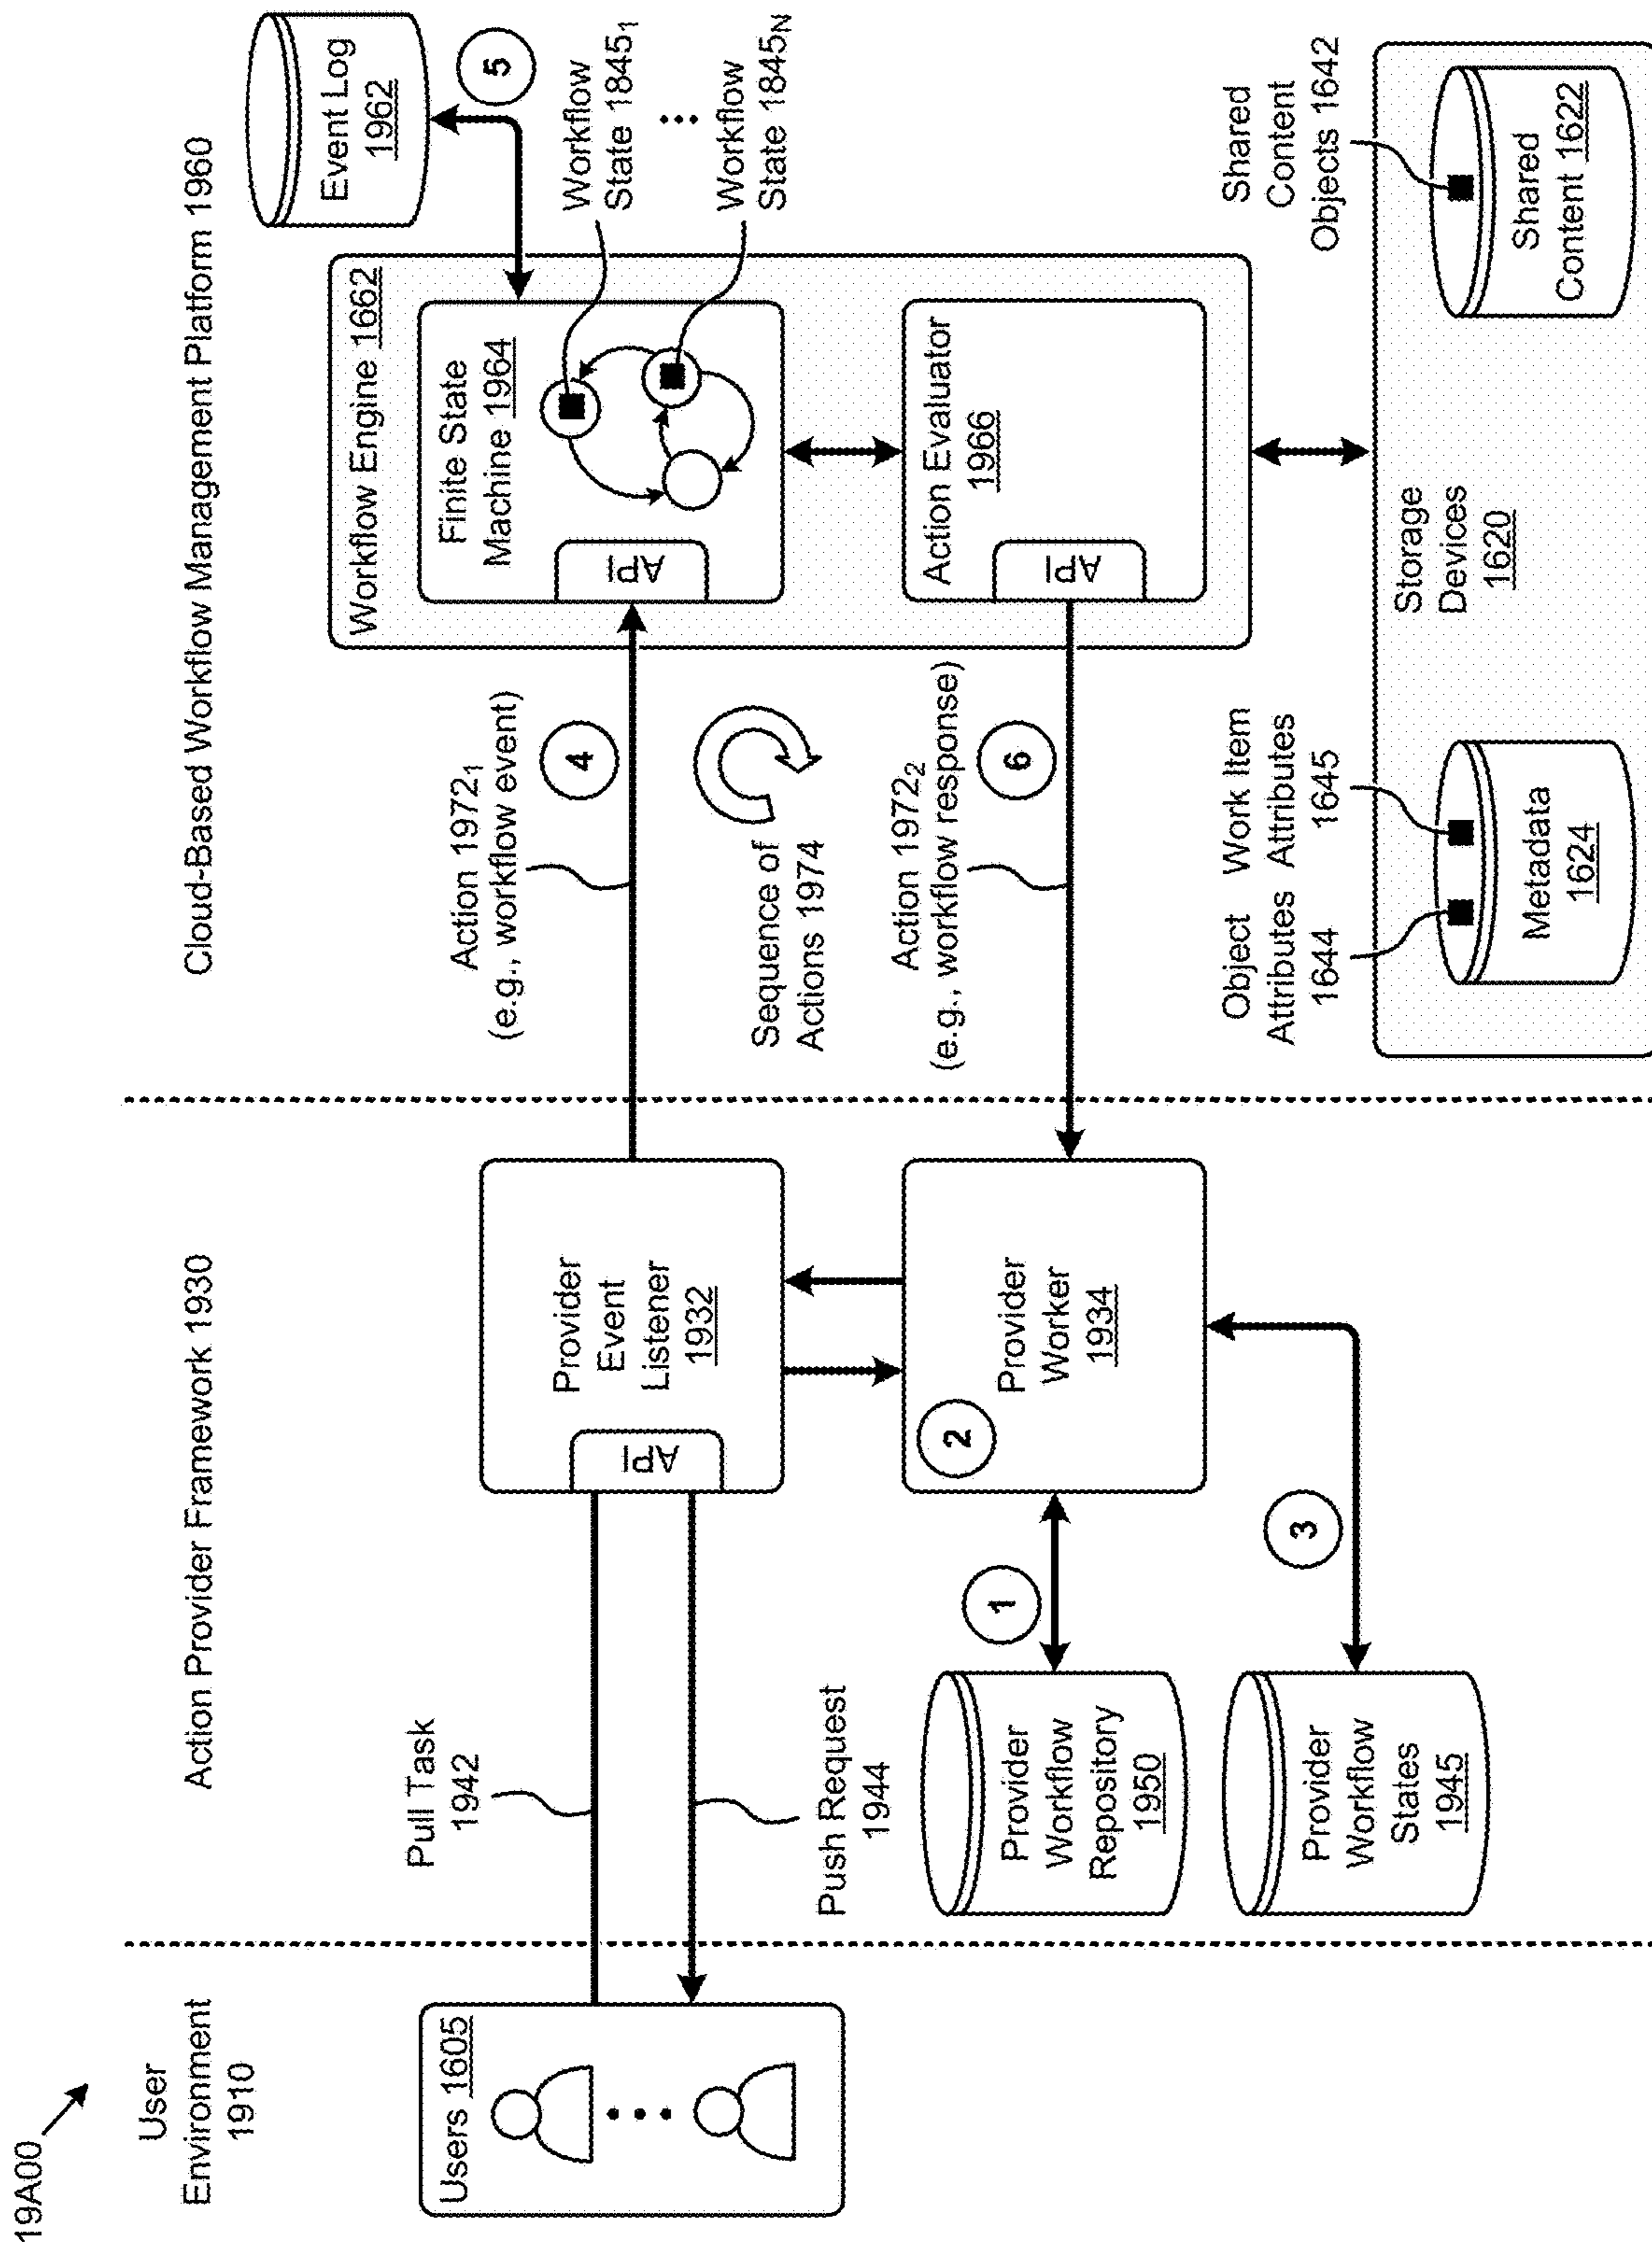 19A00
User
Environment
1910
Action Provider Framework 1930
Cloud-Based Workflow Management Platform 1960
Users 1605
Pull Task
1942
Push Request
1944
API
Provider
Event
Listener
1932
2
Provider
Worker
1934
1
Provider
Workflow
Repository
1950
3
Provider
Workflow
States
1945
Action 1972₁
(e.g., workflow event)
4
Sequence of
Actions 1974
Action 1972₂
(e.g., workflow response)
6
Workflow Engine 1662
Finite State
Machine 1964
API
Action Evaluator
1966
API
Event Log
1962
5
Workflow
State 1845₁
Workflow
State 1845N
Object
Attributes
1644
Work Item
Attributes
1645
Shared
Content
Objects 1642
Metadata
1624
Storage
Devices
1620
Shared
Content 1622